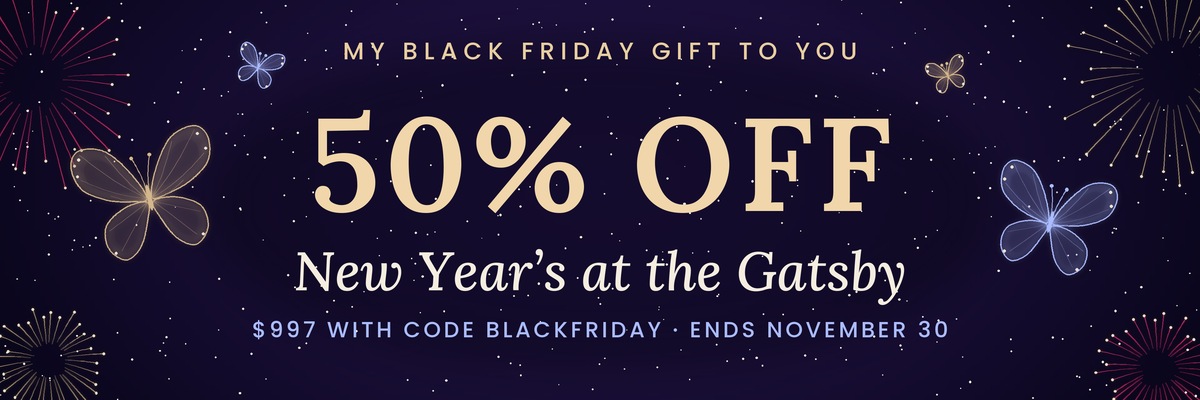 MY BLACK FRIDAY GIFT TO YOU
50% OFF
New Year’s at the Gatsby
$997 WITH CODE BLACKFRIDAY · ENDS NOVEMBER 30